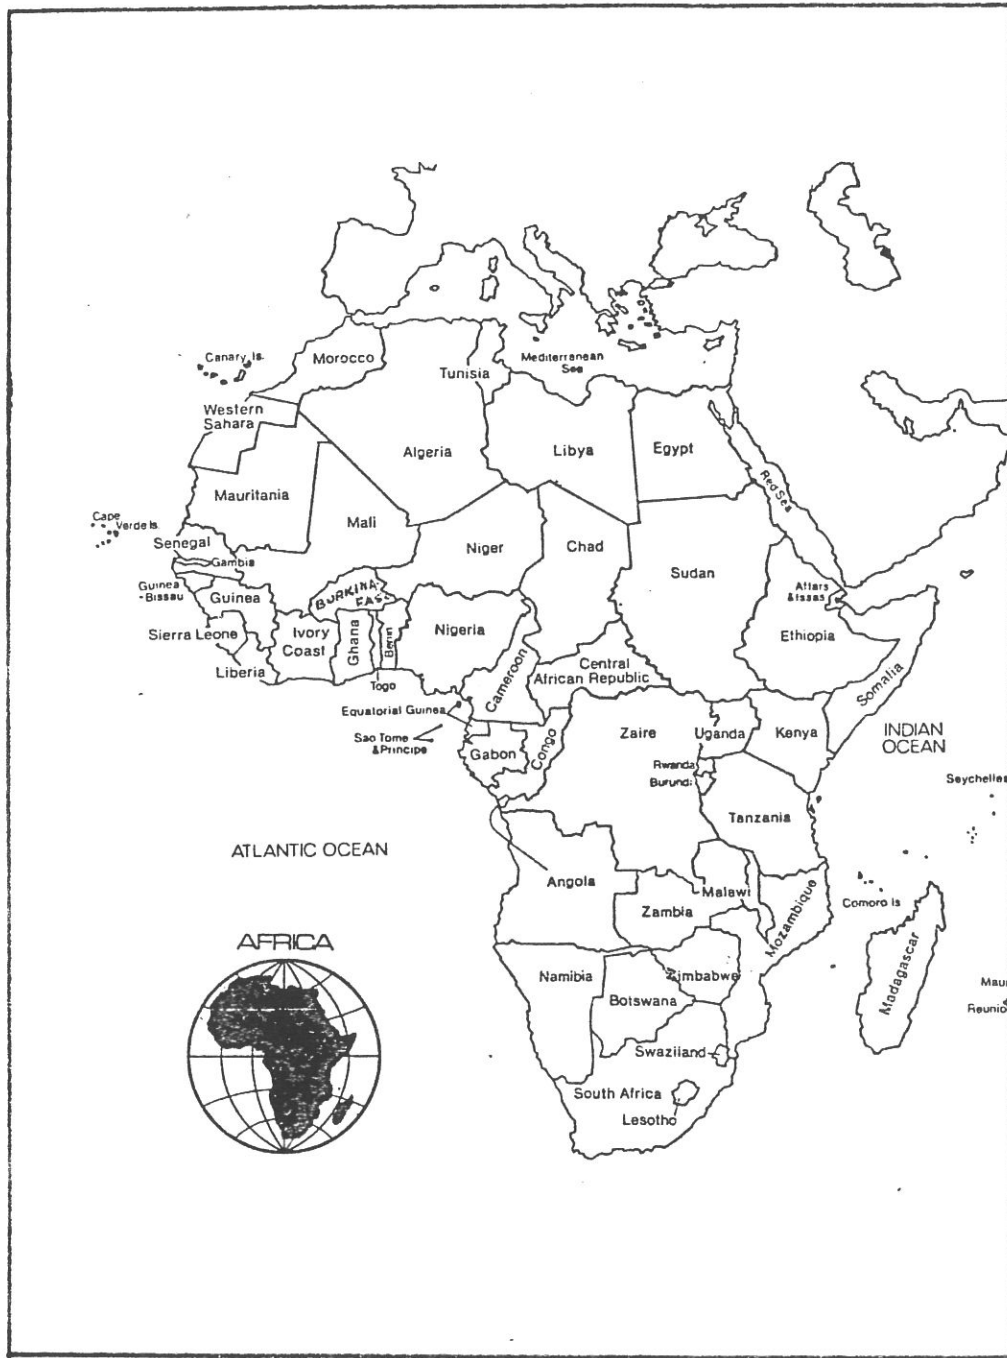 Canary Is.
Morocco
Tunisia
Mediterranean
Sea
Western
Sahara
Algeria
Libya
Egypt
Red Sea
Mauritania
Mali
Cape
Verde Is.
Senegal
Gambia
Niger
Chad
Sudan
Guinea
-Bissau
Guinea
BURKINA-
FASO
Affars
& Issas
Sierra Leone
Ivory
Coast
Ghana
Benin
Nigeria
Ethiopia
Liberia
Togo
Cameroon
Central
African Republic
Somalia
Equatorial Guinea
Sao Tome
& Principe
Gabon
Congo
Zaire
Uganda
Kenya
INDIAN
OCEAN
Rwanda
Burundi
Seychelles
Tanzania
ATLANTIC OCEAN
Angola
Malawi
Zambia
Mozambique
Comoro Is
AFRICA
Namibia
Zimbabwe
Botswana
Madagascar
Mau
Reunio
Swaziland
South Africa
Lesotho